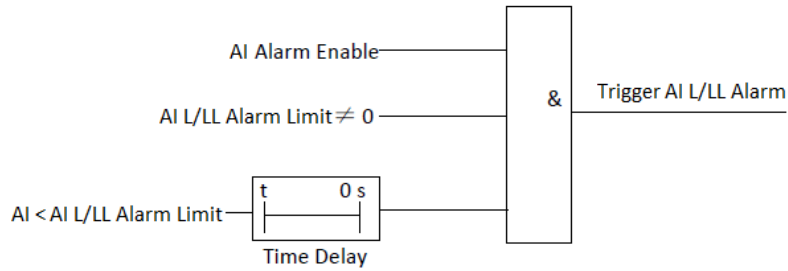 AI Alarm Enable
AI L/LL Alarm Limit ≠ 0
&
Trigger AI L/LL Alarm
t 0 s
AI < AI L/LL Alarm Limit
Time Delay